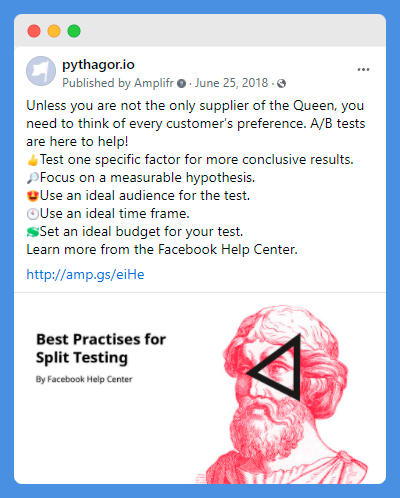 pythagor.io
Published by Amplifr · June 25, 2018 ·
Unless you are not the only supplier of the Queen, you
need to think of every customer's preference. A/B tests
are here to help!
👍Test one specific factor for more conclusive results.
🔎Focus on a measurable hypothesis.
🤩Use an ideal audience for the test.
🕙Use an ideal time frame.
💸Set an ideal budget for your test.
Learn more from the Facebook Help Center.
http://amp.gs/eiHe
Best Practises for
Split Testing
By Facebook Help Center